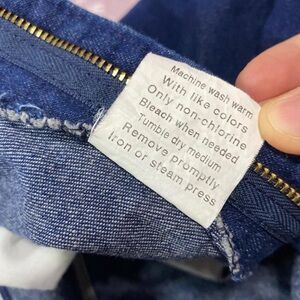 Machine wash warm
With like colors
Only non-chlorine
Bleach when needed
Tumble dry medium
Remove promptly
Iron or steam press